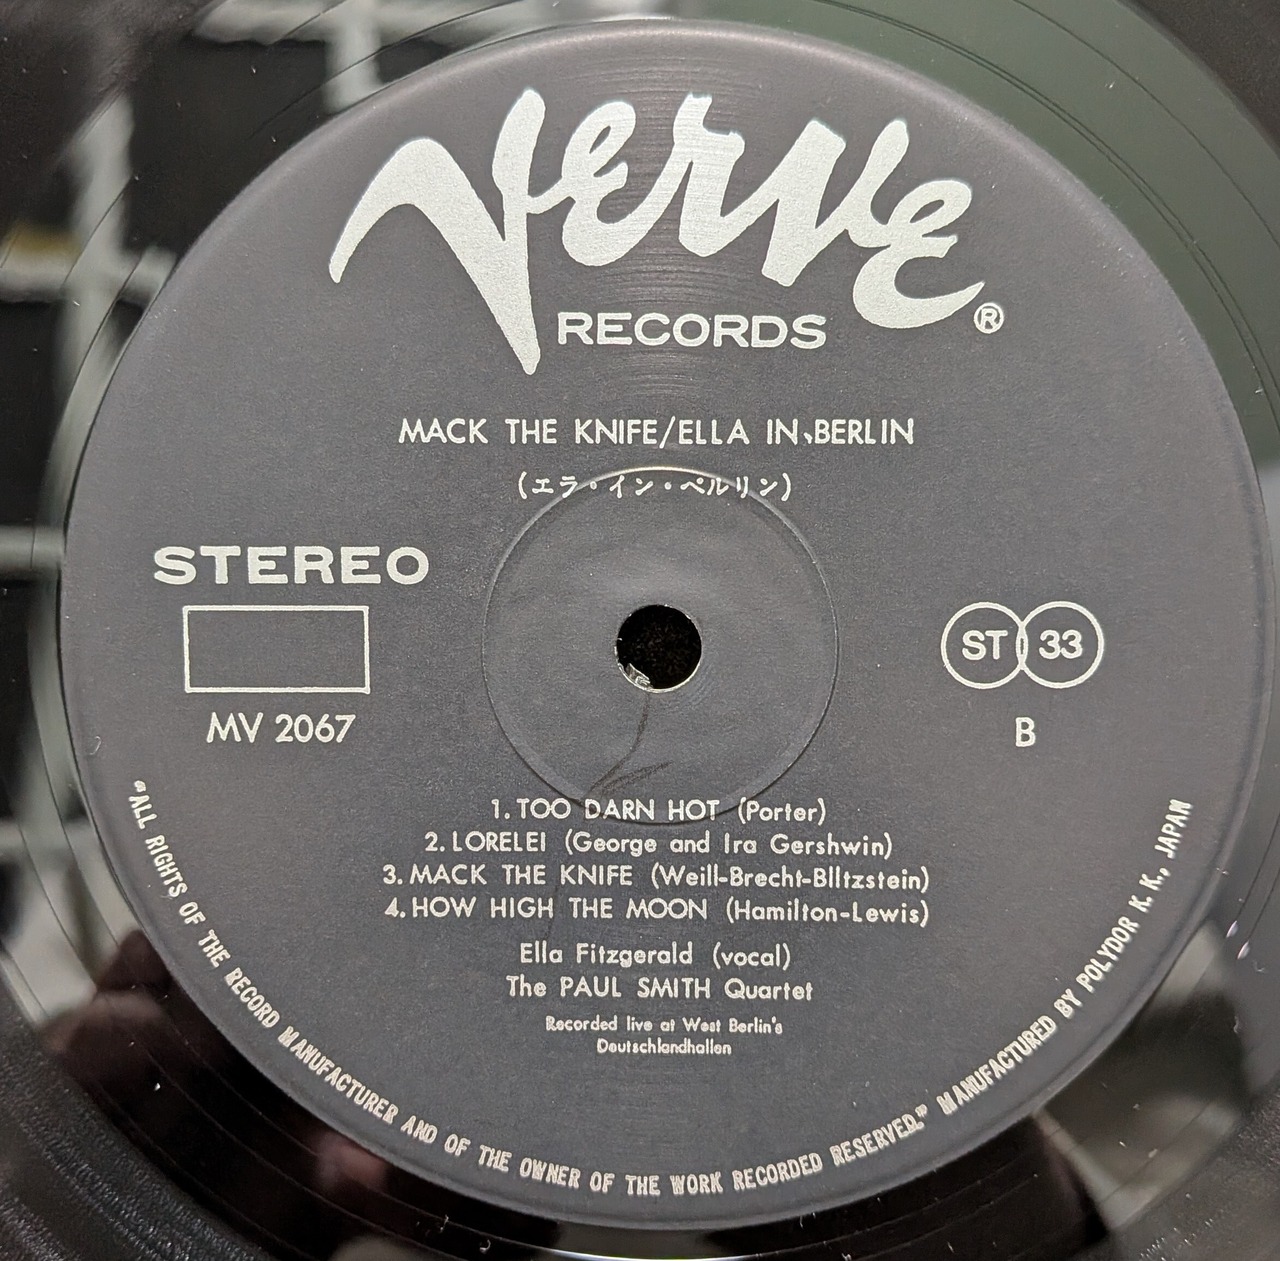 Verve
RECORDS ®
MACK THE KNIFE/ELLA IN BERLIN
(エラ・イン・ベルリン)
STEREO
MV 2067
ST 33
B
1. TOO DARN HOT (Porter)
2. LORELEI (George and Ira Gershwin)
3. MACK THE KNIFE (Weill-Brecht-Blltzstein)
4. HOW HIGH THE MOON (Hamilton-Lewis)
Ella Fitzgerald (vocal)
The PAUL SMITH Quartet
Recorded live at West Berlin's
Deutschlandhallen
"ALL RIGHTS OF THE RECORD MANUFACTURER AND OF THE OWNER OF THE WORK RECORDED RESERVED." MANUFACTURED BY POLYDOR K. K., JAPAN